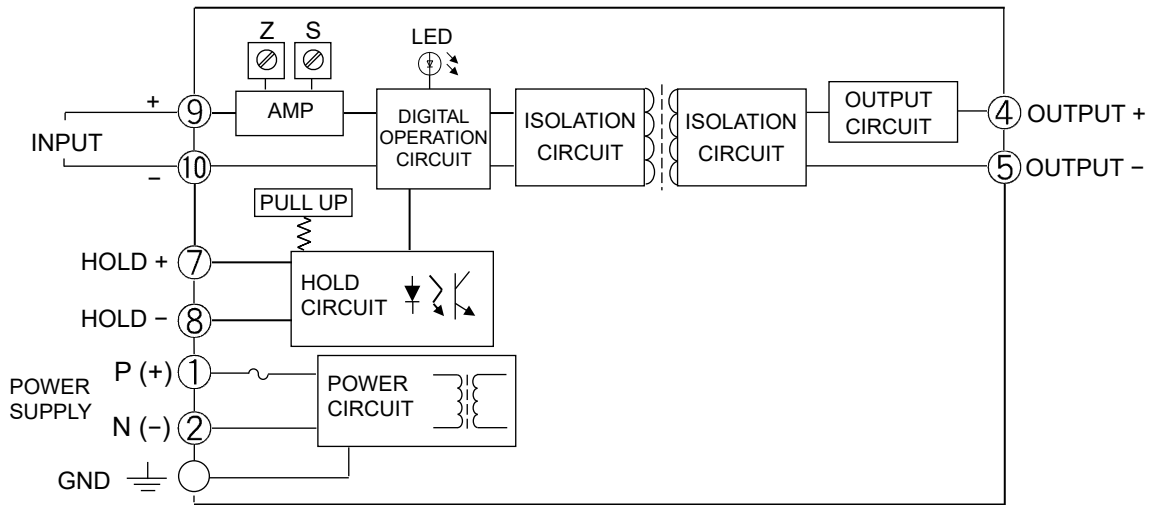 Z S
LED
+ 9 AMP
DIGITAL
OPERATION
CIRCUIT
ISOLATION
CIRCUIT
ISOLATION
CIRCUIT
OUTPUT
CIRCUIT
4 OUTPUT +
INPUT
− 10
5 OUTPUT −
PULL UP
HOLD + 7
HOLD
CIRCUIT
HOLD − 8
P (+) 1
POWER
SUPPLY
POWER
CIRCUIT
N (−) 2
GND